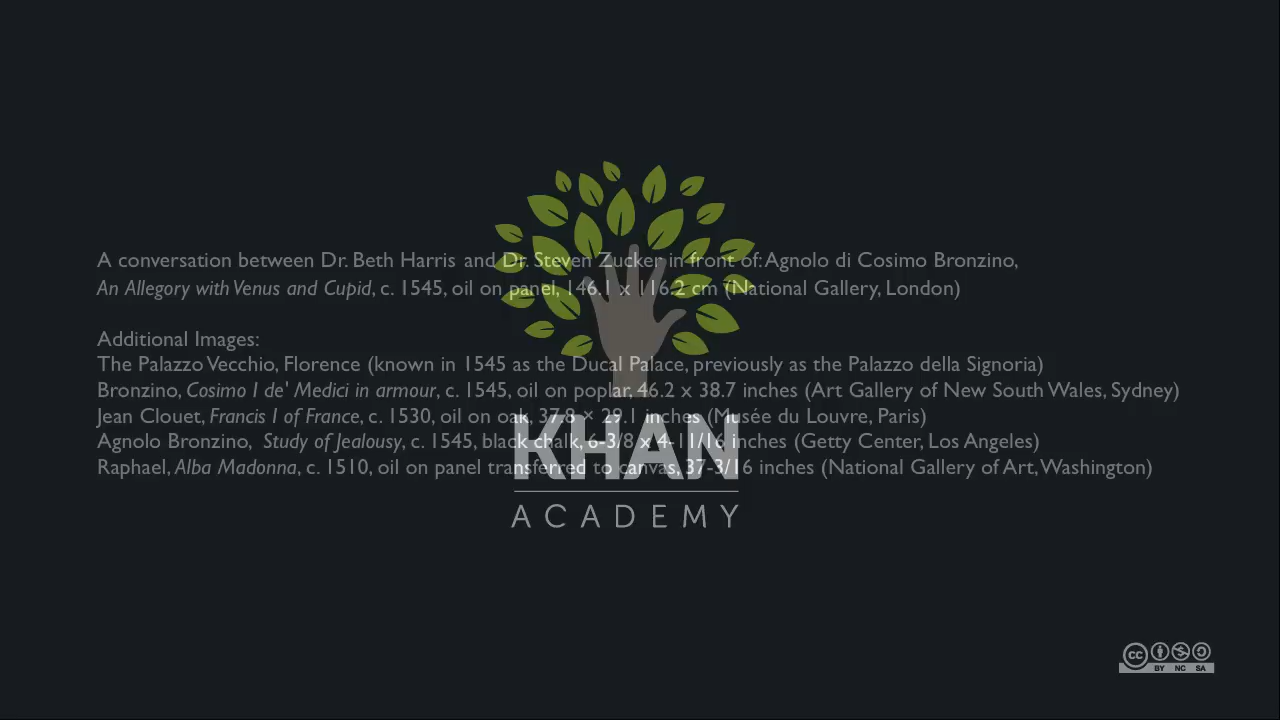 A conversation between Dr. Beth Harris and Dr. Steven Zucker in front of: Agnolo di Cosimo Bronzino,
An Allegory with Venus and Cupid, c. 1545, oil on panel, 146.1 x 116.2 cm (National Gallery, London)
Additional Images:
The Palazzo Vecchio, Florence (known in 1545 as the Ducal Palace, previously as the Palazzo della Signoria)
Bronzino, Cosimo I de' Medici in armour, c. 1545, oil on poplar, 46.2 x 38.7 inches (Art Gallery of New South Wales, Sydney)
Jean Clouet, Francis I of France, c. 1530, oil on oak, 37.8 × 29.1 inches (Musée du Louvre, Paris)
Agnolo Bronzino, Study of Jealousy, c. 1545, black chalk, 6-3/8 x 4-11/16 inches (Getty Center, Los Angeles)
Raphael, Alba Madonna, c. 1510, oil on panel transferred to canvas, 37-3/16 inches (National Gallery of Art, Washington)
KHAN
ACADEMY
cc
BY NC SA